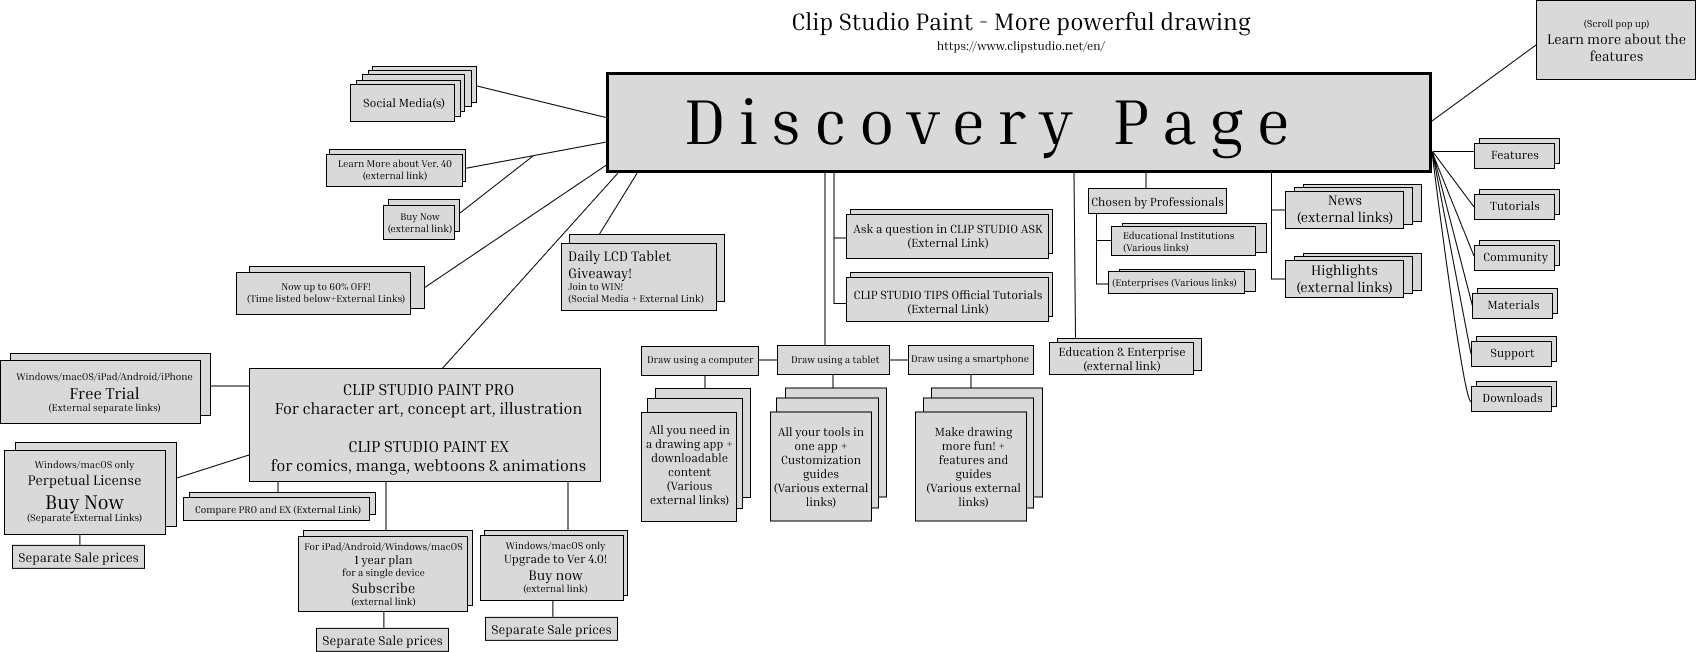 Clip Studio Paint - More powerful drawing
https://www.clipstudio.net/en/
(Scroll pop up)
Learn more about the
features
Discovery Page
Social Media(s)
Learn More about Ver. 40
(external link)
Buy Now
(external link)
Now up to 60% OFF!
(Time listed below+External Links)
Daily LCD Tablet
Giveaway!
Join to WIN!
(Social Media + External Link)
Ask a question in CLIP STUDIO ASK
(External Link)
CLIP STUDIO TIPS Official Tutorials
(External Link)
Chosen by Professionals
Educational Institutions
(Various links)
(Enterprises (Various links)
News
(external links)
Highlights
(external links)
Features
Tutorials
Community
Materials
Support
Downloads
Education & Enterprise
(external link)
Draw using a computer
Draw using a tablet
Draw using a smartphone
All you need in
a drawing app +
downloadable
content
(Various
external links)
All your tools in
one app +
Customization
guides
(Various external
links)
Make drawing
more fun! +
features and
guides
(Various external
links)
Windows/macOS/iPad/Android/iPhone
Free Trial
(External separate links)
CLIP STUDIO PAINT PRO
For character art, concept art, illustration
CLIP STUDIO PAINT EX
for comics, manga, webtoons & animations
Windows/macOS only
Perpetual License
Buy Now
(Separate External Links)
Separate Sale prices
Compare PRO and EX (External Link)
For iPad/Android/Windows/macOS
1 year plan
for a single device
Subscribe
(external link)
Separate Sale prices
Windows/macOS only
Upgrade to Ver 4.0!
Buy now
(external link)
Separate Sale prices